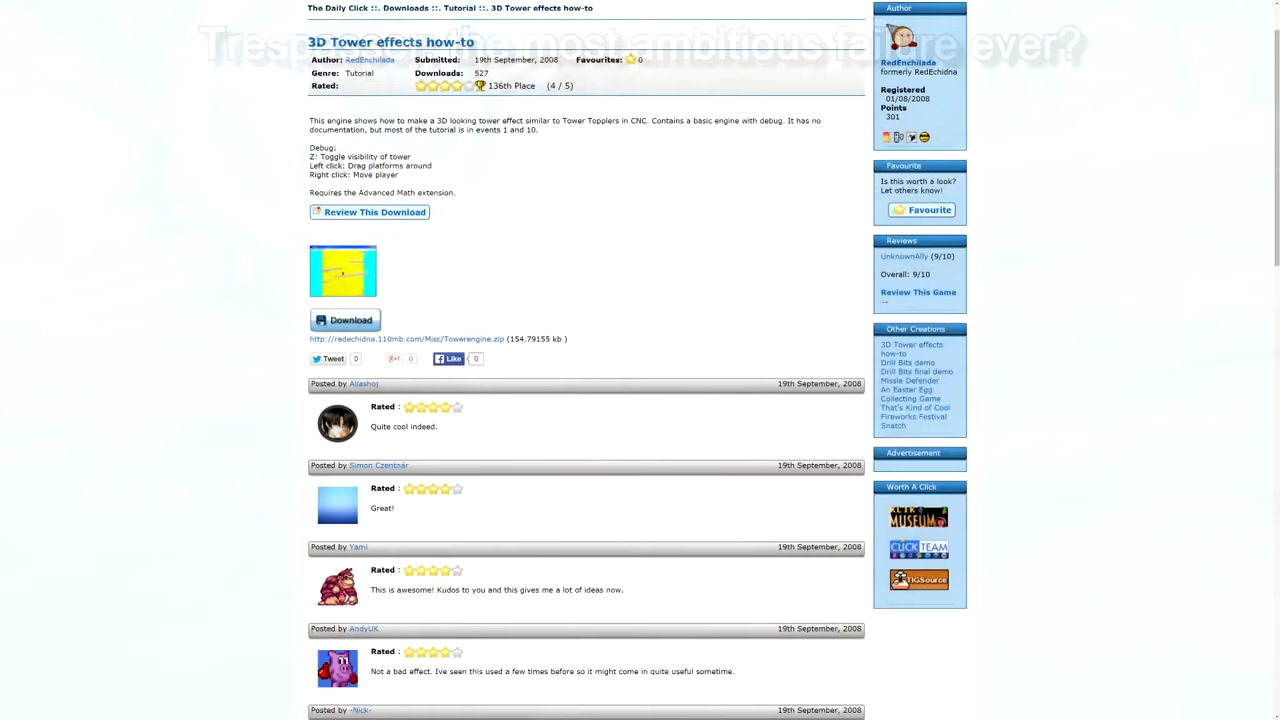 The Daily Click ::. Downloads ::. Tutorial ::. 3D Tower effects how-to
Trespasser: the most ambitious failure ever?
3D Tower effects how-to
Author: RedEnchilada Submitted: 19th September, 2008 Favourites: 0
Genre: Tutorial Downloads: 527
Rated: 136th Place (4 / 5)
This engine shows how to make a 3D looking tower effect similar to Tower Topplers in CNC. Contains a basic engine with debug. It has no
documentation, but most of the tutorial is in events 1 and 10.
Debug:
Z: Toggle visibility of tower
Left click: Drag platforms around
Right click: Move player
Requires the Advanced Math extension.
Review This Download
Download
http://redechidna.110mb.com/Misc/Towerengine.zip (154.79155 kb )
Tweet 0 g+1 0 Like 0
Posted by Aliashoj 19th September, 2008
Rated :
Quite cool indeed.
Posted by Simon Czentnár 19th September, 2008
Rated :
Great!
Posted by Yami 19th September, 2008
Rated :
This is awesome! Kudos to you and this gives me a lot of ideas now.
Posted by AndyUK 19th September, 2008
Rated :
Not a bad effect. Ive seen this used a few times before so it might come in quite useful sometime.
Posted by -Nick- 19th September, 2008
Author
RedEnchilada
formerly RedEchidna
Registered
01/08/2008
Points
301
Favourite
Is this worth a look?
Let others know!
Favourite
Reviews
UnknownAlly (9/10)
Overall: 9/10
Review This Game
Other Creations
3D Tower effects
how-to
Drill Bits demo
Drill Bits final demo
Missle Defender
An Easter Egg
Collecting Game
That's Kind of Cool
Fireworks Festival
Snatch
Advertisement
Worth A Click
KLIK
MUSEUM
CLICKTEAM
TIGSource